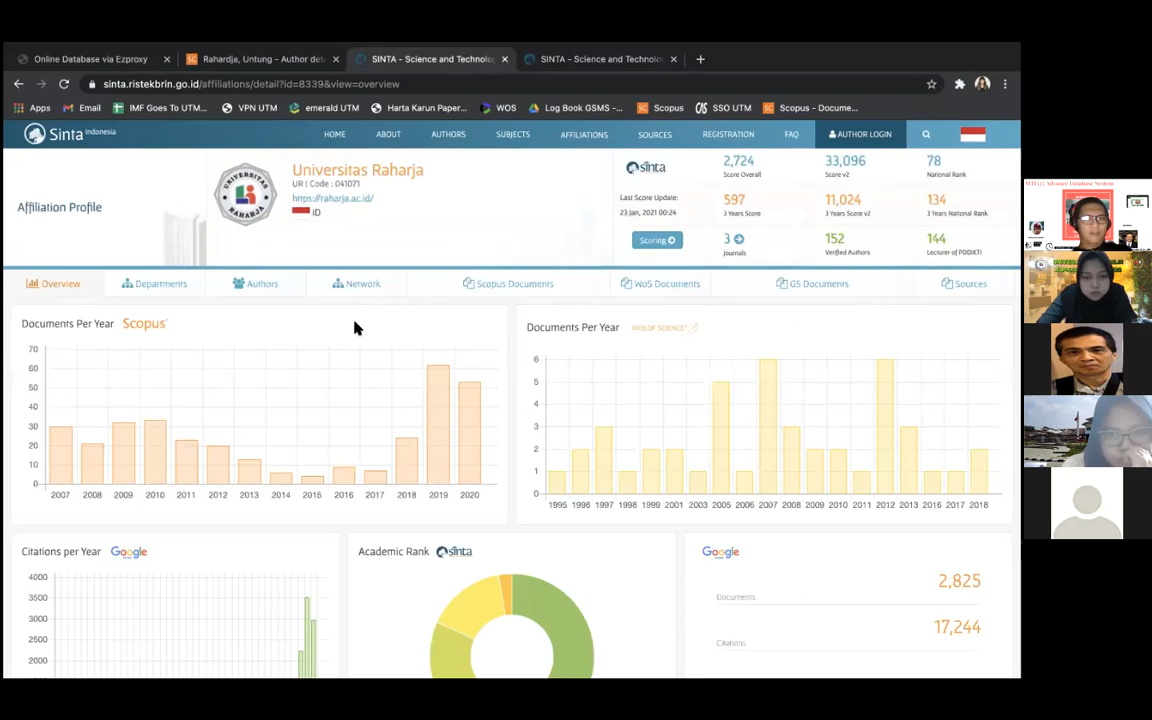 Online Database via Ezproxy
Rahardja, Untung - Author det
SINTA - Science and Technolo
SINTA - Science and Technolog
sinta.ristekbrin.go.id/affiliations/detail?id=8339&view=overview
Apps
Email
IMF Goes To UTM...
VPN UTM
emerald UTM
Harta Karun Paper...
WOS
Log Book GSMS -...
Scopus
SSO UTM
Scopus - Docume...
Sinta Indonesia
HOME
ABOUT
AUTHORS
SUBJECTS
AFFILIATIONS
SOURCES
REGISTRATION
FAQ
AUTHOR LOGIN
Affiliation Profile
UNIVERSITAS
RAHARJA
Universitas Raharja
UR | Code : 041071
https://raharja.ac.id/
ID
sinta
Last Score Update:
23 Jan, 2021 00:24
Scoring
2,724
Score Overall
33,096
Score v2
78
National Rank
597
3 Years Score
11,024
3 Years Score v2
134
3 Years National Rank
3
Journals
152
Verified Authors
144
Lecturer of PDDIKTI
Overview
Departments
Authors
Network
Scopus Documents
WoS Documents
GS Documents
Sources
Documents Per Year Scopus
70
60
50
40
30
20
10
0
2007 2008 2009 2010 2011 2012 2013 2014 2015 2016 2017 2018 2019 2020
Documents Per Year WEB OF SCIENCE
6
5
4
3
2
1
0
1995 1996 1997 1998 1999 2001 2003 2005 2006 2007 2008 2009 2010 2011 2012 2013 2016 2017 2018
Citations per Year Google
4000
3500
3000
2500
2000
Academic Rank sinta
Google
2,825
Documents
17,244
Citations